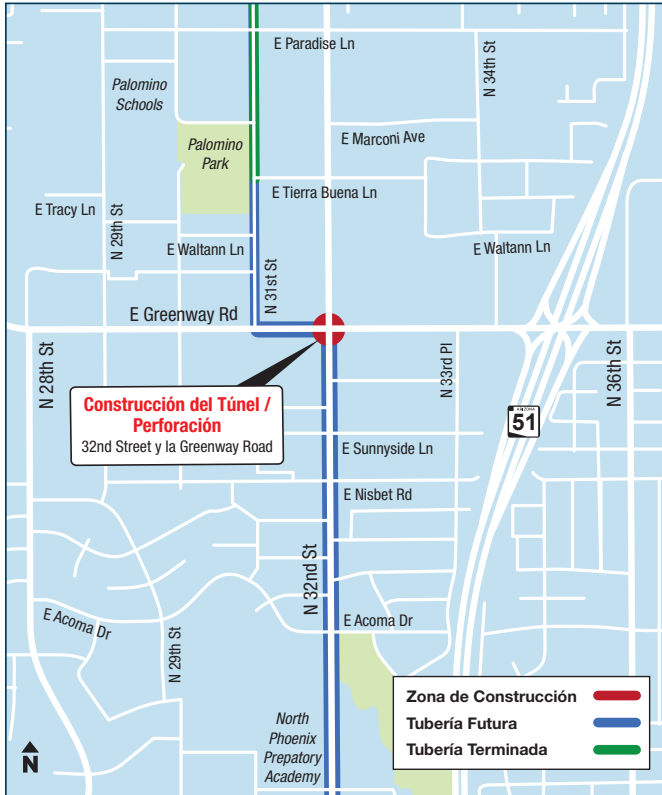 E Paradise Ln
N 34th St
Palomino
Schools
E Marconi Ave
Palomino
Park
E Tierra Buena Ln
E Tracy Ln
N 29th St
E Waltann Ln
E Waltann Ln
N 31st St
E Greenway Rd
N 28th St
N 33rd Pl
N 36th St
Construcción del Túnel /
Perforación
32nd Street y la Greenway Road
ARIZONA
51
E Sunnyside Ln
E Nisbet Rd
N 32nd St
E Acoma Dr
E Acoma Dr
N 29th St
North
Phoenix
Prepatory
Academy
Zona de Construcción
Tubería Futura
Tubería Terminada
N